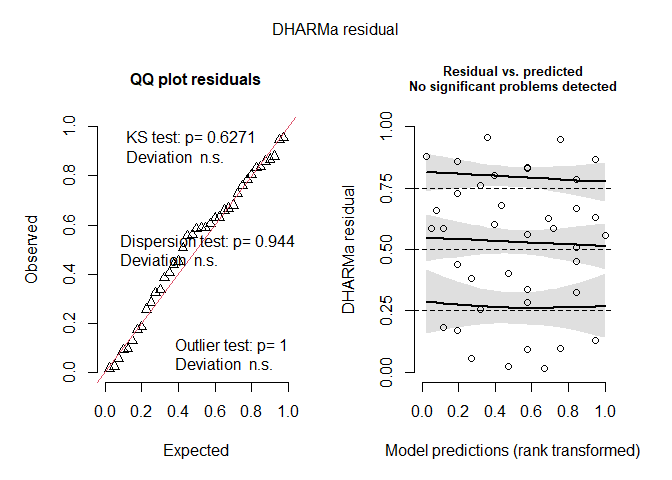 DHARMa residual
QQ plot residuals
KS test: p= 0.6271
Deviation n.s.
Dispersion test: p= 0.944
Deviation n.s.
Outlier test: p= 1
Deviation n.s.
Observed
0.0 0.2 0.4 0.6 0.8 1.0
0.0 0.2 0.4 0.6 0.8 1.0
Expected
Residual vs. predicted
No significant problems detected
DHARMa residual
0.00 0.25 0.50 0.75 1.00
0.0 0.2 0.4 0.6 0.8 1.0
Model predictions (rank transformed)